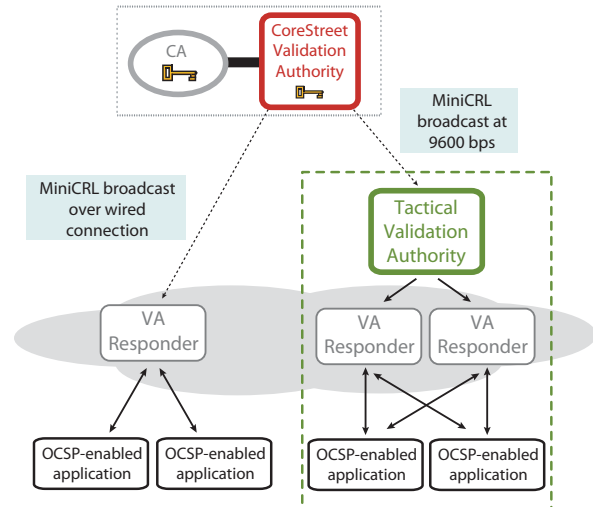 CA
CoreStreet
Validation
Authority
MiniCRL
broadcast at
9600 bps
MiniCRL broadcast
over wired
connection
Tactical
Validation
Authority
VA
Responder
VA
Responder
VA
Responder
OCSP-enabled
application
OCSP-enabled
application
OCSP-enabled
application
OCSP-enabled
application